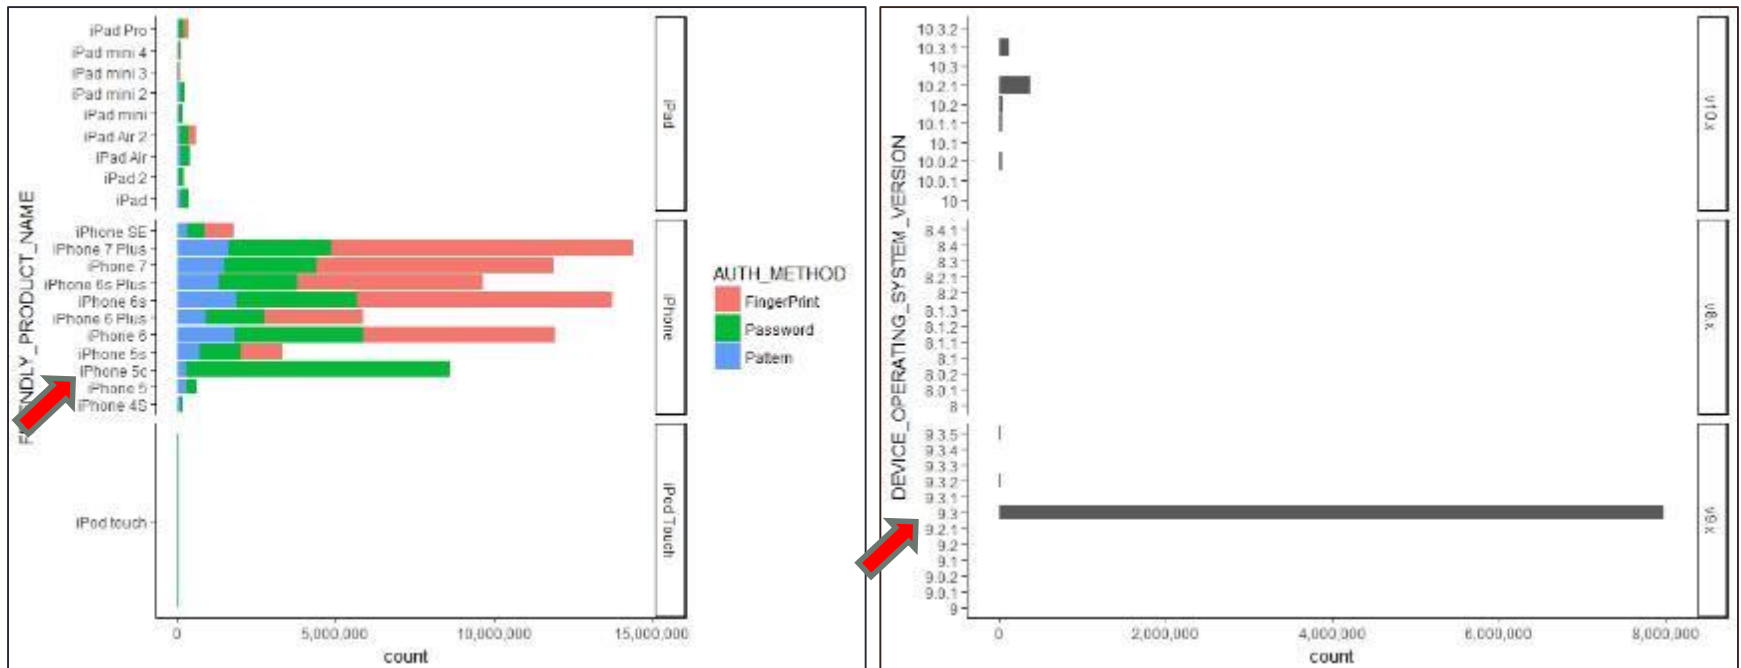 FRIENDLY_PRODUCT_NAME
iPad Pro
iPad mini 4
iPad mini 3
iPad mini 2
iPad mini
iPad Air 2
iPad Air
iPad 2
iPad
iPad
iPhone SE
iPhone 7 Plus
iPhone 7
iPhone 6s Plus
iPhone 6s
iPhone 6 Plus
iPhone 6
iPhone 5s
iPhone 5c
iPhone 5
iPhone 4S
iPhone
iPod touch
iPod Touch
0 5,000,000 10,000,000 15,000,000
count
AUTH_METHOD
FingerPrint
Password
Pattern
DEVICE_OPERATING_SYSTEM_VERSION
10.3.2
10.3.1
10.3
10.2.1
10.2
10.1.1
10.1
10.0.2
10.0.1
10
v10.x
8.4.1
8.4
8.3
8.2.1
8.2
8.1.3
8.1.2
8.1.1
8.1
8.0.2
8.0.1
8
v8.x
9.3.5
9.3.4
9.3.3
9.3.2
9.3.1
9.3
9.2.1
9.2
9.1
9.0.2
9.0.1
9
v9.x
0 2,000,000 4,000,000 6,000,000 8,000,000
count